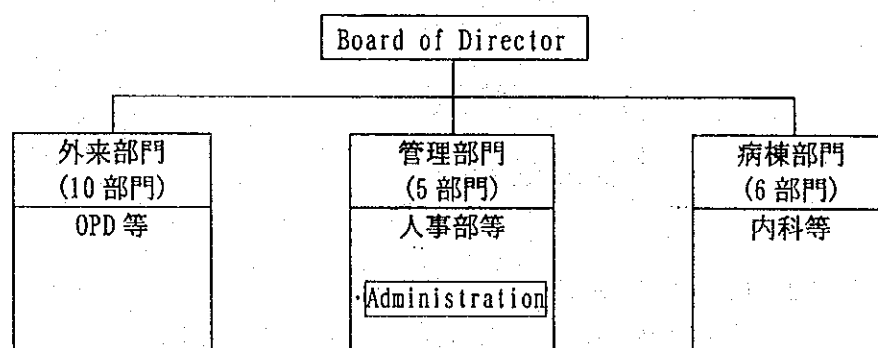 Board of Director
外来部門
(10 部門)
OPD 等
管理部門
(5 部門)
人事部等
・Administration
病棟部門
(6 部門)
内科等